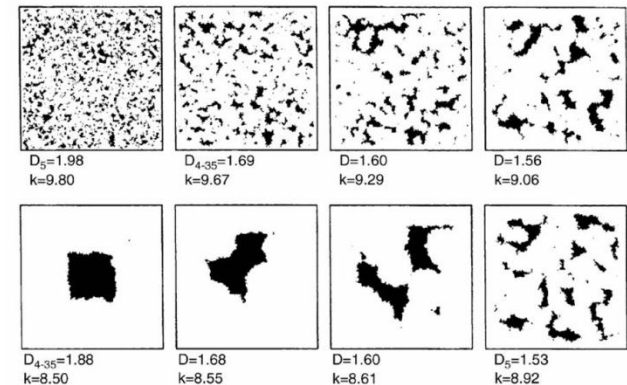 D₅=1.98
k=9.80
D₄₋₃₅=1.69
k=9.67
D=1.60
k=9.29
D=1.56
k=9.06
D₄₋₃₅=1.88
k=8.50
D=1.68
k=8.55
D=1.60
k=8.61
D₅=1.53
k=8.92